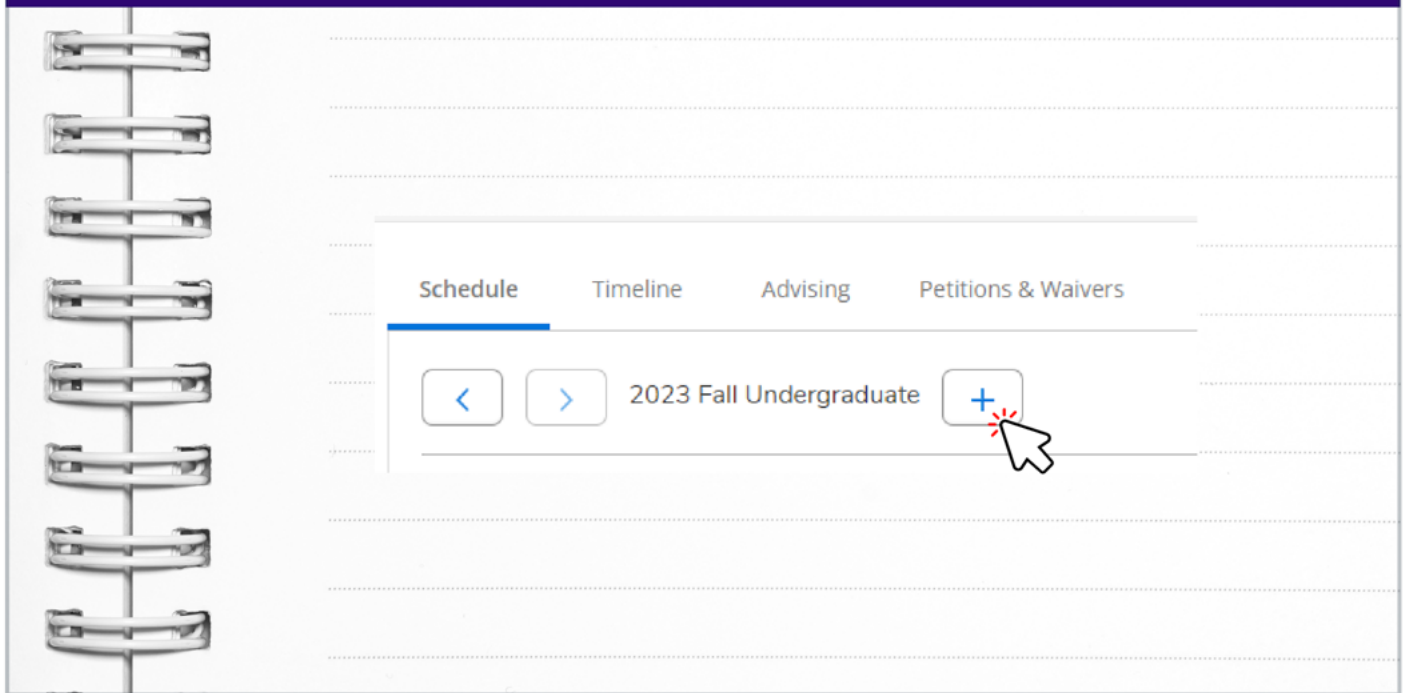 Schedule Timeline Advising Petitions & Waivers
2023 Fall Undergraduate